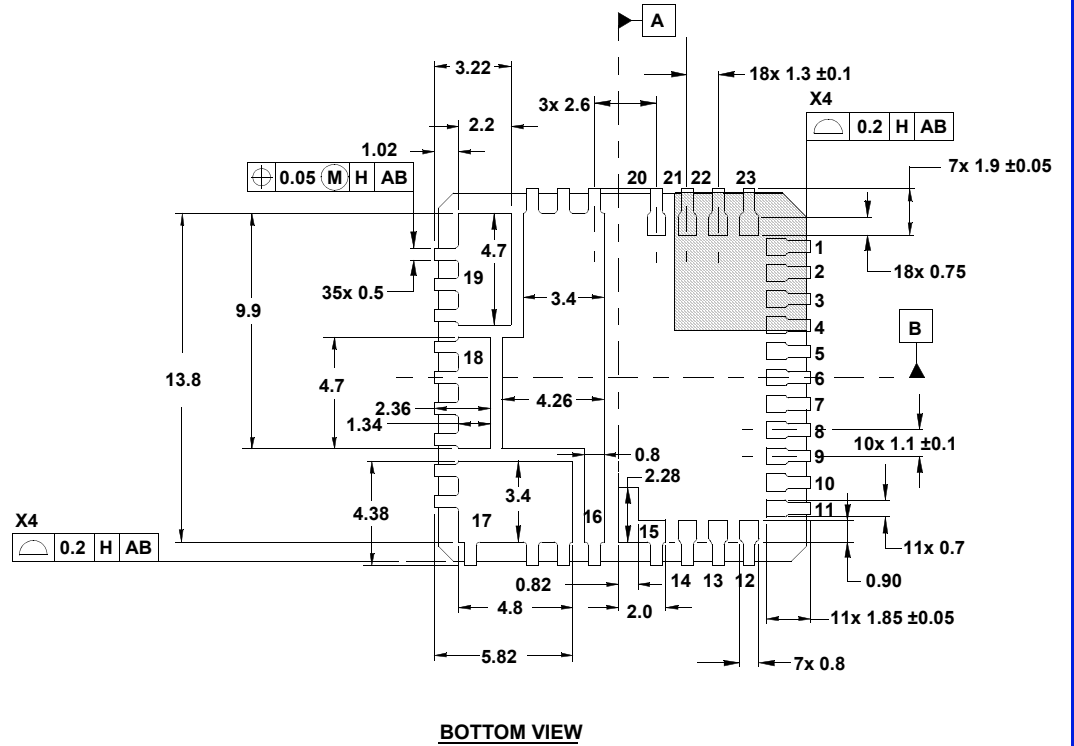 A
3.22
18x 1.3 ±0.1
X4
3x 2.6
2.2
0.2 H AB
1.02
7x 1.9 ±0.05
0.05 M H AB
20 21 22 23
1
4.7
19
2
18x 0.75
35x 0.5
3.4
3
9.9
4
B
5
18
13.8
4.7
6
2.36
4.26
7
1.34
8
10x 1.1 ±0.1
0.8
9
2.28
10
3.4
4.38
11
X4
17
16
15
0.2 H AB
11x 0.7
0.82
14 13 12
0.90
4.8
2.0
11x 1.85 ±0.05
5.82
7x 0.8
BOTTOM VIEW